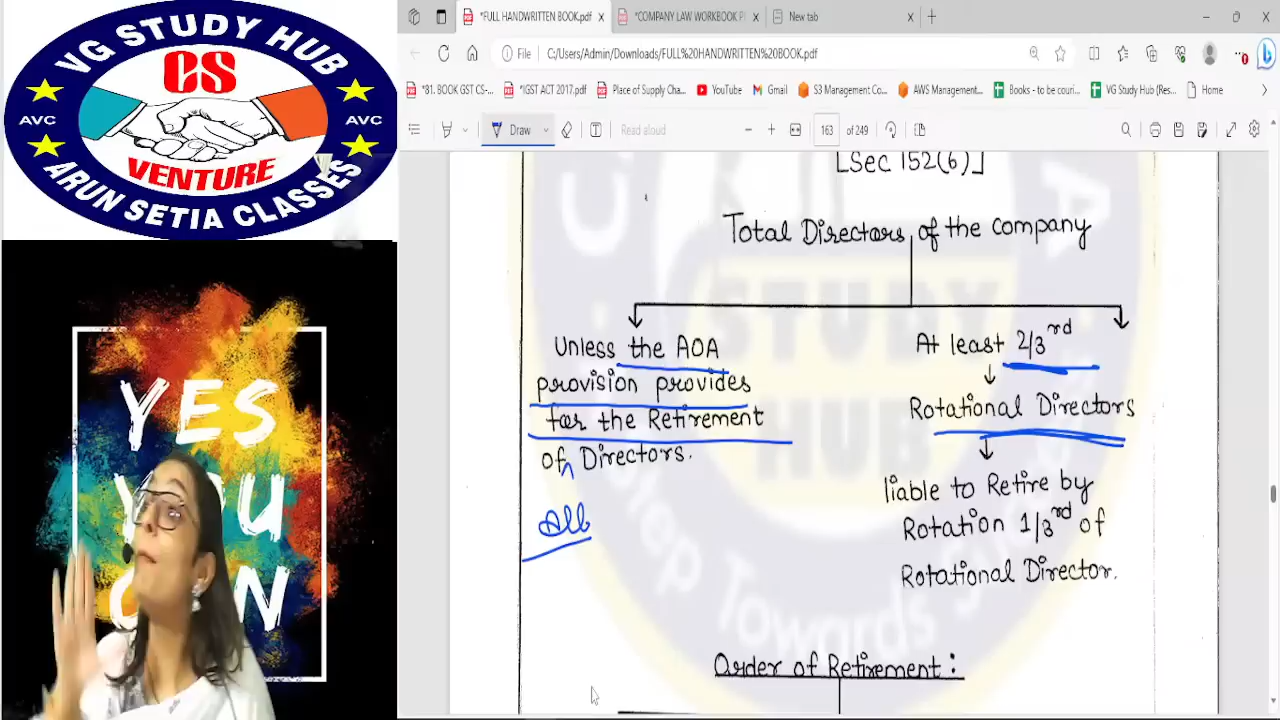 VG STUDY HUB
CS
AVC
AVC
VENTURE
ARUN SETIA CLASSES
YES
YOU
CAN
*FULL HANDWRITTEN BOOK.pdf
*COMPANY LAW WORKBOOK P
New tab
File
C:/Users/Admin/Downloads/FULL%20HANDWRITTEN%20BOOK.pdf
*81. BOOK GST CS-...
*IGST ACT 2017.pdf
Place of Supply Cha...
YouTube
Gmail
S3 Management Co...
AWS Management...
Books - to be couri...
VG Study Hub (Res...
Home
Draw
Read aloud
163
of 249
[Sec 152(6)]
Total Directors of the company
Unless the AOA
provision provides
for the Retirement
of Directors.
All
At least 2/3rd
Rotational Directors
liable to Retire by
Rotation 1/3rd of
Rotational Director.
Order of Retirement :